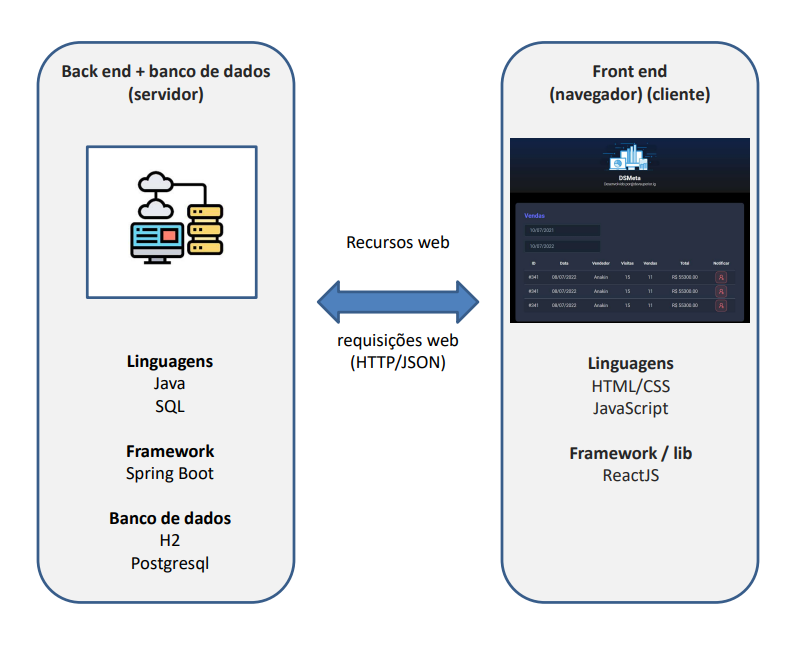 Back end + banco de dados
(servidor)
Linguagens
Java
SQL
Framework
Spring Boot
Banco de dados
H2
Postgresql
Recursos web
requisições web
(HTTP/JSON)
Front end
(navegador) (cliente)
DSMeta
Vendas
10/07/2021
10/07/2022
ID Data Vendedor Visitas Vendas Total Notificar
#341 08/07/2022 Anakin 15 11 R$ 55300.00
#341 08/07/2022 Anakin 15 11 R$ 55300.00
#341 08/07/2022 Anakin 15 11 R$ 55300.00
Linguagens
HTML/CSS
JavaScript
Framework / lib
ReactJS